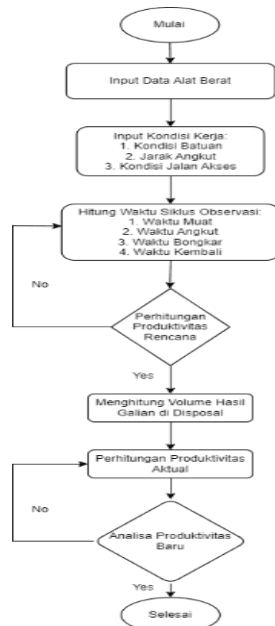 Mulai
Input Data Alat Berat
Input Kondisi Kerja:
1. Kondisi Batuan
2. Jarak Angkut
3. Kondisi Jalan Akses
Hitung Waktu Siklus Observasi:
1. Waktu Muat
2. Waktu Angkut
3. Waktu Bongkar
4. Waktu Kembali
No
Perhitungan
Produktivitas
Rencana
Yes
Menghitung Volume Hasil
Galian di Disposal
Perhitungan Produktivitas
Aktual
No
Analisa Produktivitas
Baru
Yes
Selesai